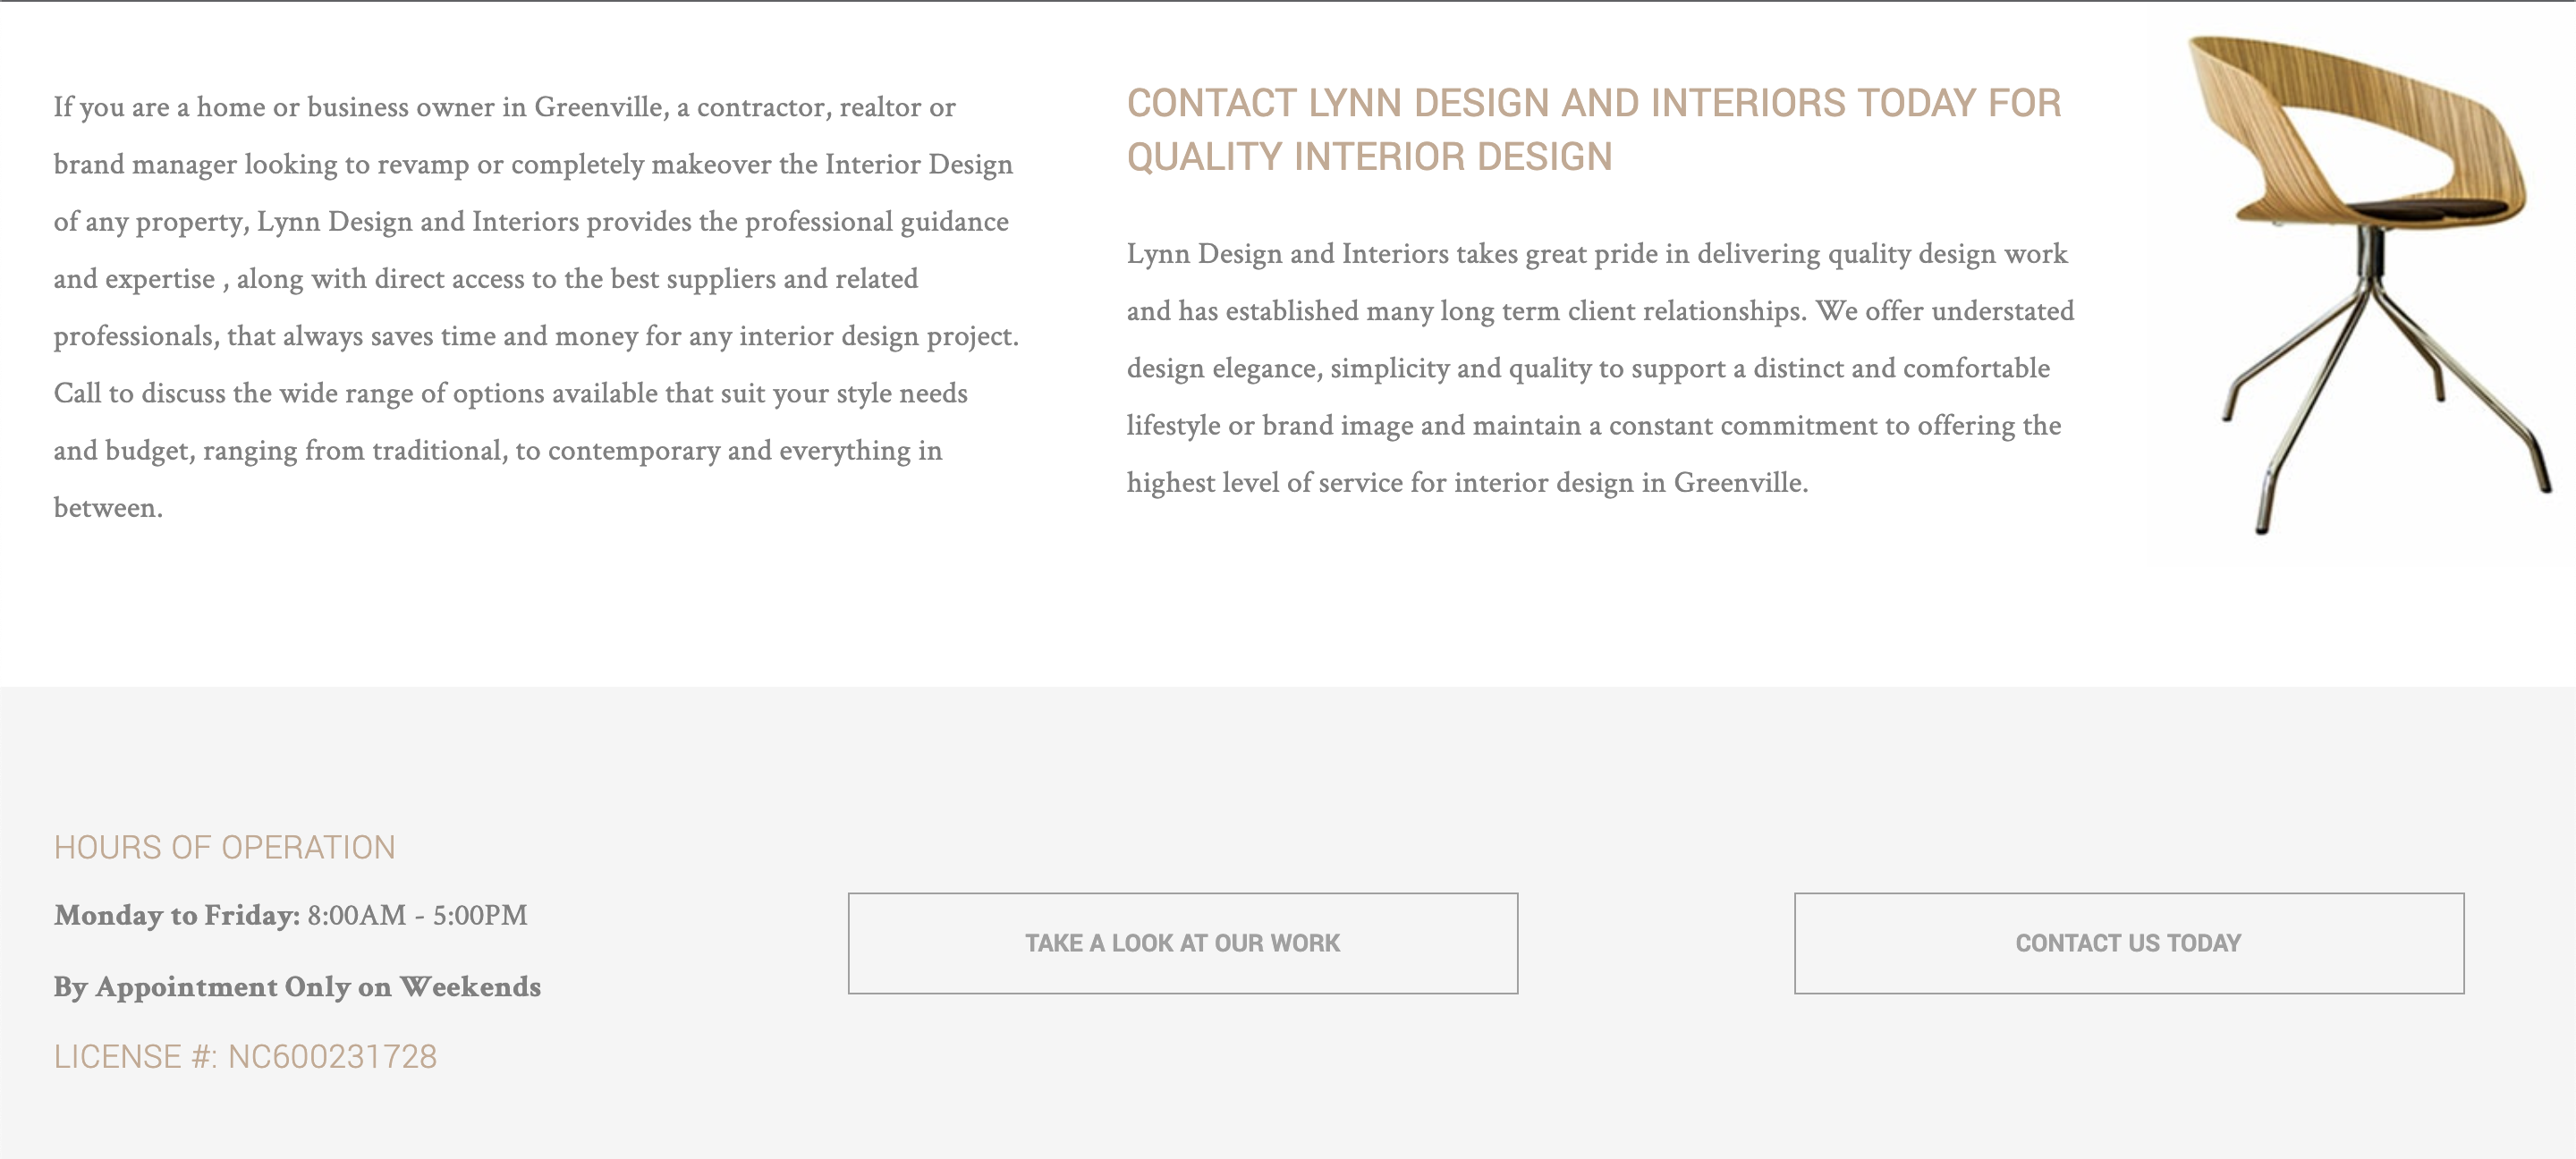 If you are a home or business owner in Greenville, a contractor, realtor or
brand manager looking to revamp or completely makeover the Interior Design
of any property, Lynn Design and Interiors provides the professional guidance
and expertise , along with direct access to the best suppliers and related
professionals, that always saves time and money for any interior design project.
Call to discuss the wide range of options available that suit your style needs
and budget, ranging from traditional, to contemporary and everything in
between.
CONTACT LYNN DESIGN AND INTERIORS TODAY FOR
QUALITY INTERIOR DESIGN
Lynn Design and Interiors takes great pride in delivering quality design work
and has established many long term client relationships. We offer understated
design elegance, simplicity and quality to support a distinct and comfortable
lifestyle or brand image and maintain a constant commitment to offering the
highest level of service for interior design in Greenville.
HOURS OF OPERATION
Monday to Friday: 8:00AM - 5:00PM
By Appointment Only on Weekends
LICENSE #: NC600231728
TAKE A LOOK AT OUR WORK
CONTACT US TODAY